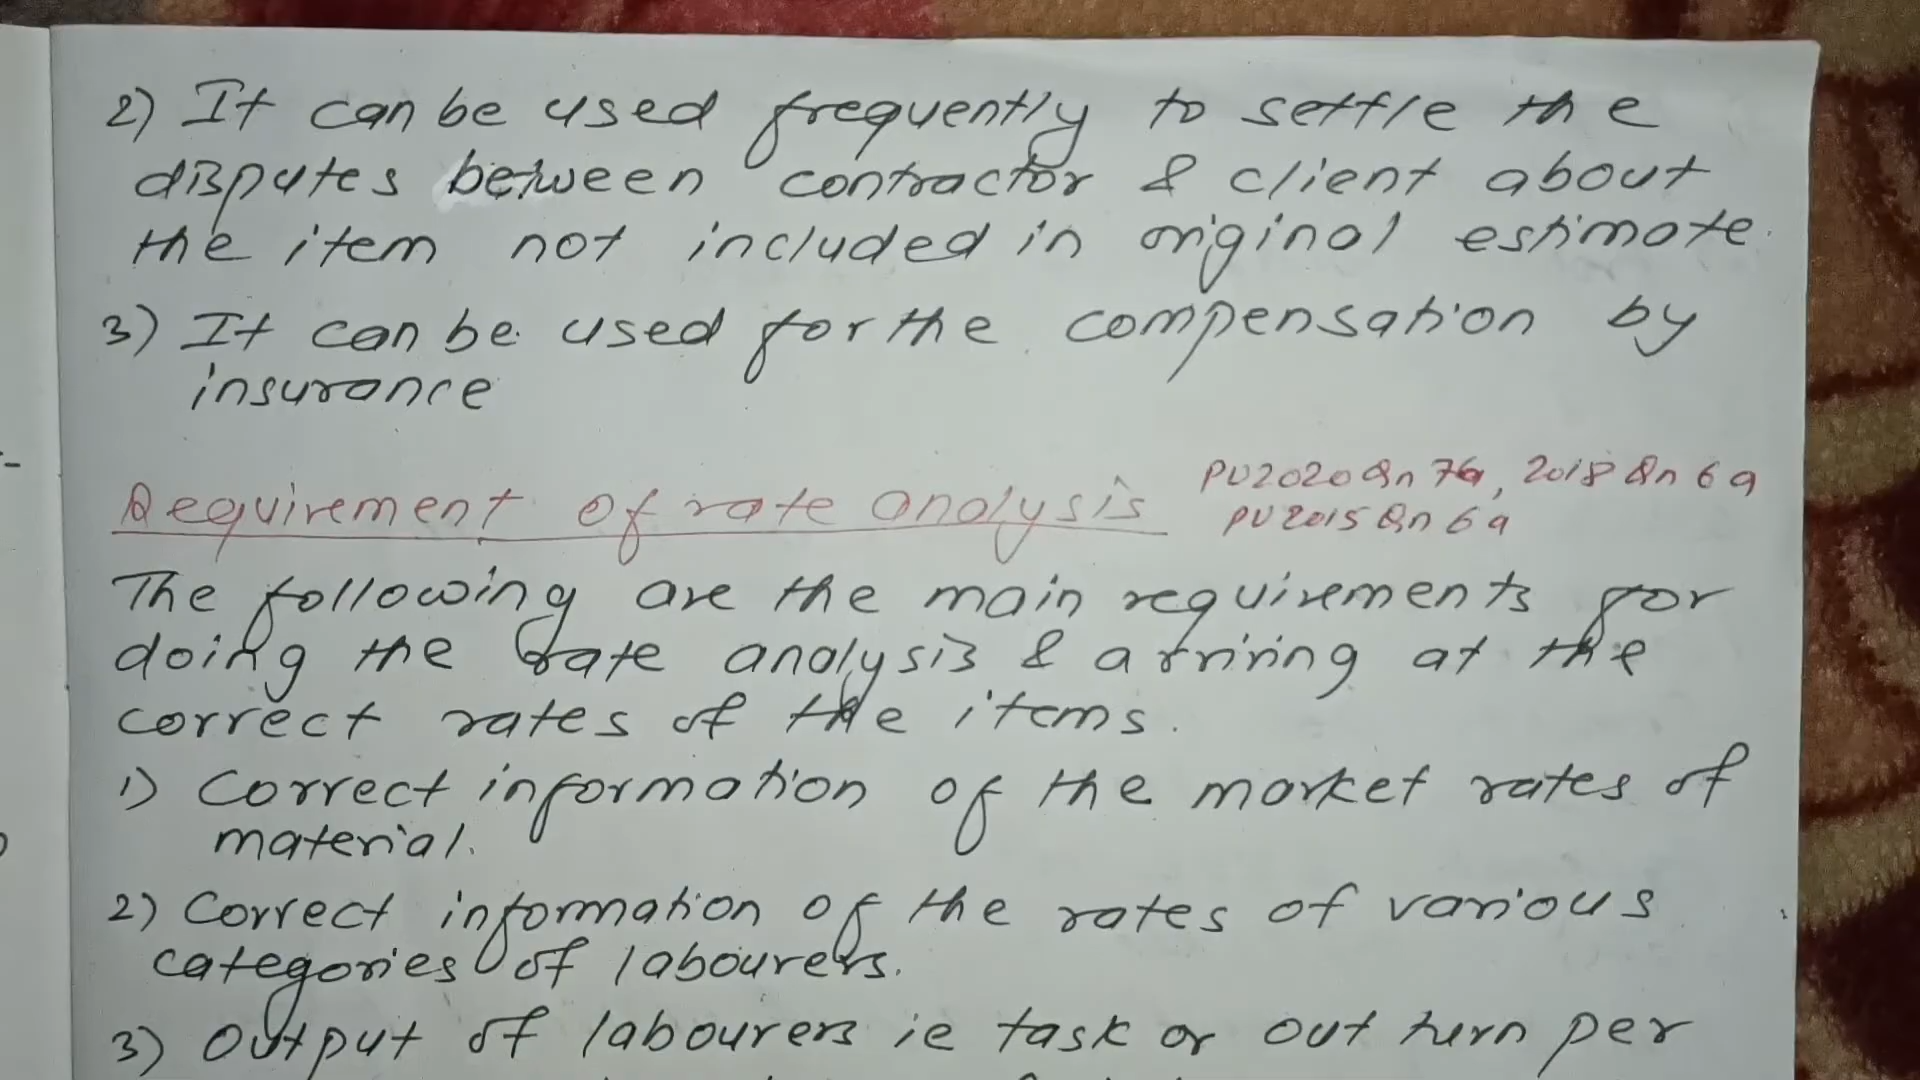 2) It can be used frequently to settle the
disputes between contractor & client about
the item not included in original estimate.
3) It can be used for the compensation by
insurance
Requirement of rate analysis PU2020 Qn 7a, 2018 Qn 6a
PU 2015 Qn 6a
The following are the main requirements for
doing the rate analysis & arriving at the
correct rates of the items.
1) Correct information of the market rates of
material.
2) Correct information of the rates of various
categories of labourers.
3) Output of labourers ie task or out turn per